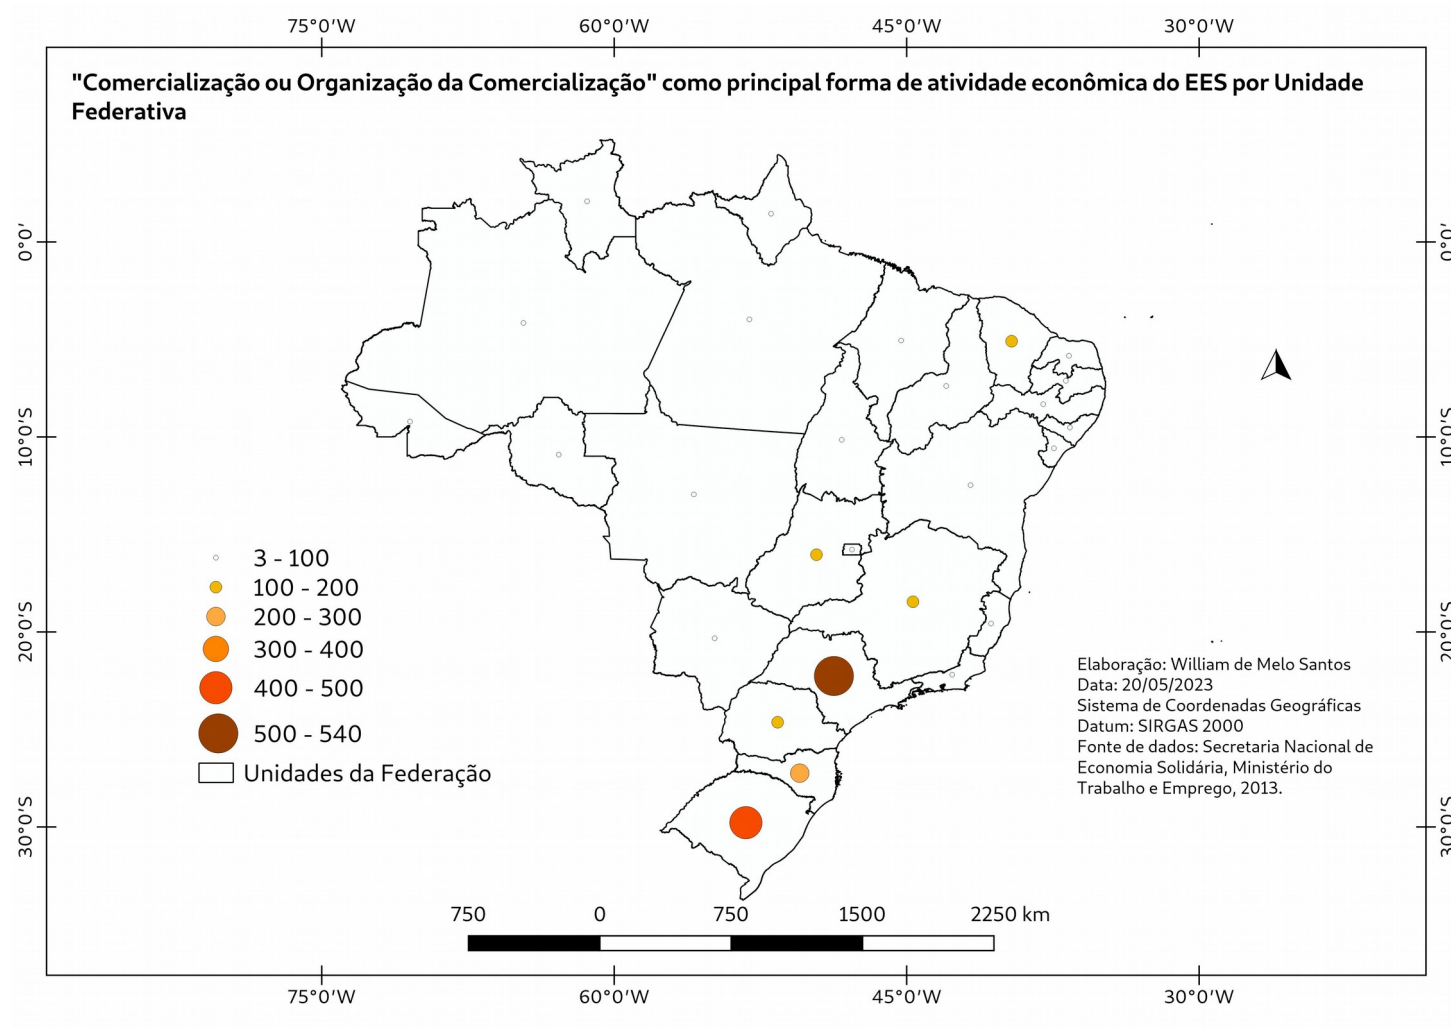 75°0′W 60°0′W 45°0′W 30°0′W
"Comercialização ou Organização da Comercialização" como principal forma de atividade econômica do EES por Unidade
Federativa
0°0′ 0°0′
10°0′S 10°0′S
20°0′S 20°0′S
30°0′S 30°0′S
3 - 100
100 - 200
200 - 300
300 - 400
400 - 500
500 - 540
Unidades da Federação
Elaboração: William de Melo Santos
Data: 20/05/2023
Sistema de Coordenadas Geográficas
Datum: SIRGAS 2000
Fonte de dados: Secretaria Nacional de
Economia Solidária, Ministério do
Trabalho e Emprego, 2013.
750 0 750 1500 2250 km
75°0′W 60°0′W 45°0′W 30°0′W